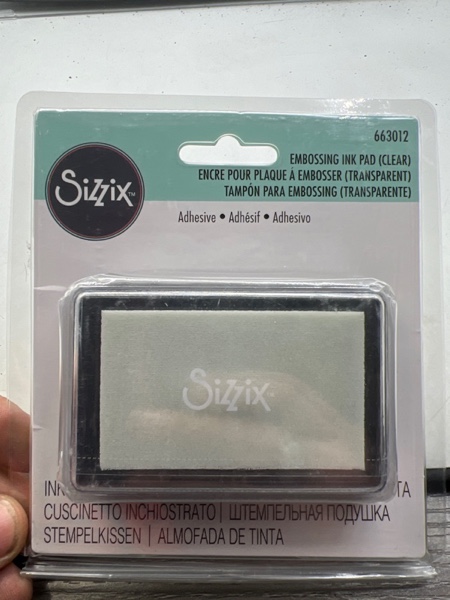 663012
EMBOSSING INK PAD (CLEAR)
ENCRE POUR PLAQUE À EMBOSSER (TRANSPARENT)
TAMPÓN PARA EMBOSSING (TRANSPARENTE)
Sizzix™
Adhesive • Adhésif • Adhesivo
Sizzix
CUSCINETTO INCHIOSTRATO | ШТЕМПЕЛЬНАЯ ПОДУШКА
STEMPELKISSEN | ALMOFADA DE TINTA